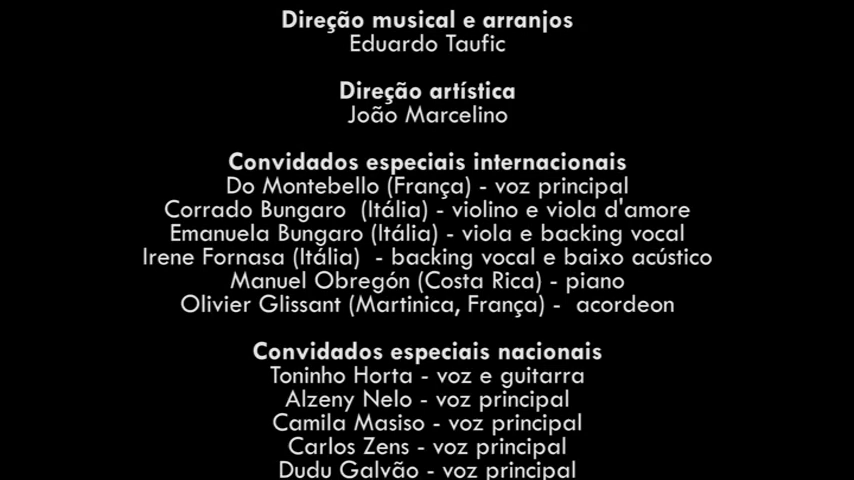 Direção musical e arranjos
Eduardo Taufic
Direção artística
João Marcelino
Convidados especiais internacionais
Do Montebello (França) - voz principal
Corrado Bungaro (Itália) - violino e viola d'amore
Emanuela Bungaro (Itália) - viola e backing vocal
Irene Fornasa (Itália) - backing vocal e baixo acústico
Manuel Obregón (Costa Rica) - piano
Olivier Glissant (Martinica, França) - acordeon
Convidados especiais nacionais
Toninho Horta - voz e guitarra
Alzeny Nelo - voz principal
Camila Masiso - voz principal
Carlos Zens - voz principal
Dudu Galvão - voz principal